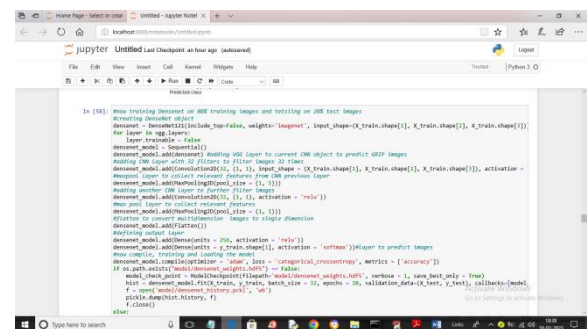 Home Page - Select or creat
Untitled - Jupyter Notel
localhost:8888/notebooks/Untitled.ipynb
jupyter Untitled Last Checkpoint: an hour ago (autosaved)
Logout
File Edit View Insert Cell Kernel Widgets Help
Trusted
Python 3
Run
Code
Predicted class
In [58]: #now training Densenet on 80% training images and tetsiing on 20% test images
#creating DenseNet object
densenet = DenseNet121(include_top=False, weights='imagenet', input_shape=(X_train.shape[1], X_train.shape[2], X_train.shape[3]))
for layer in vgg.layers:
layer.trainable = False
densenet_model = Sequential()
densenet_model.add(densenet) #adding VGG layer to current CNN object to predict GRIP images
#adding CNN layer with 32 filters to filter images 32 times
densenet_model.add(Convolution2D(32, (1, 1), input_shape = (X_train.shape[1], X_train.shape[2], X_train.shape[3]), activation =
#maxpool layer to collect relevant features from CNN previous layer
densenet_model.add(MaxPooling2D(pool_size = (1, 1)))
#adding another CNN layer to further filter images
densenet_model.add(Convolution2D(32, (1, 1), activation = 'relu'))
#max pool layer to collect relevant features
densenet_model.add(MaxPooling2D(pool_size = (1, 1)))
#flatten to convert multidimension images to single dimension
densenet_model.add(Flatten())
#defining output layer
densenet_model.add(Dense(units = 256, activation = 'relu'))
densenet_model.add(Dense(units = y_train.shape[1], activation = 'softmax'))#layer to predict images
#now compile, training and loading the model
densenet_model.compile(optimizer = 'adam', loss = 'categorical_crossentropy', metrics = ['accuracy'])
if os.path.exists("model/densenet_weights.hdf5") == False:
model_check_point = ModelCheckpoint(filepath='model/densenet_weights.hdf5', verbose = 1, save_best_only = True)
hist = densenet_model.fit(X_train, y_train, batch_size = 32, epochs = 20, validation_data=(X_test, y_test), callbacks=[model_
f = open('model/densenet_history.pckl', 'wb')
pickle.dump(hist.history, f)
f.close()
else:
Activate Windows
Go to Settings to activate Windows.
Type here to search
Links